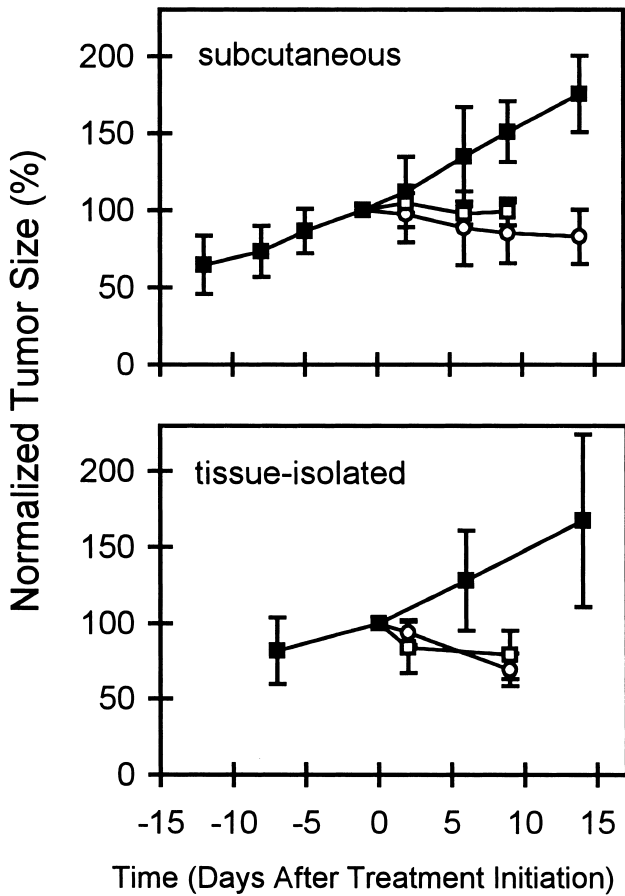 Normalized Tumor Size (%)
subcutaneous
200
150
100
50
0
tissue-isolated
200
150
100
50
0
-15 -10 -5 0 5 10 15
Time (Days After Treatment Initiation)